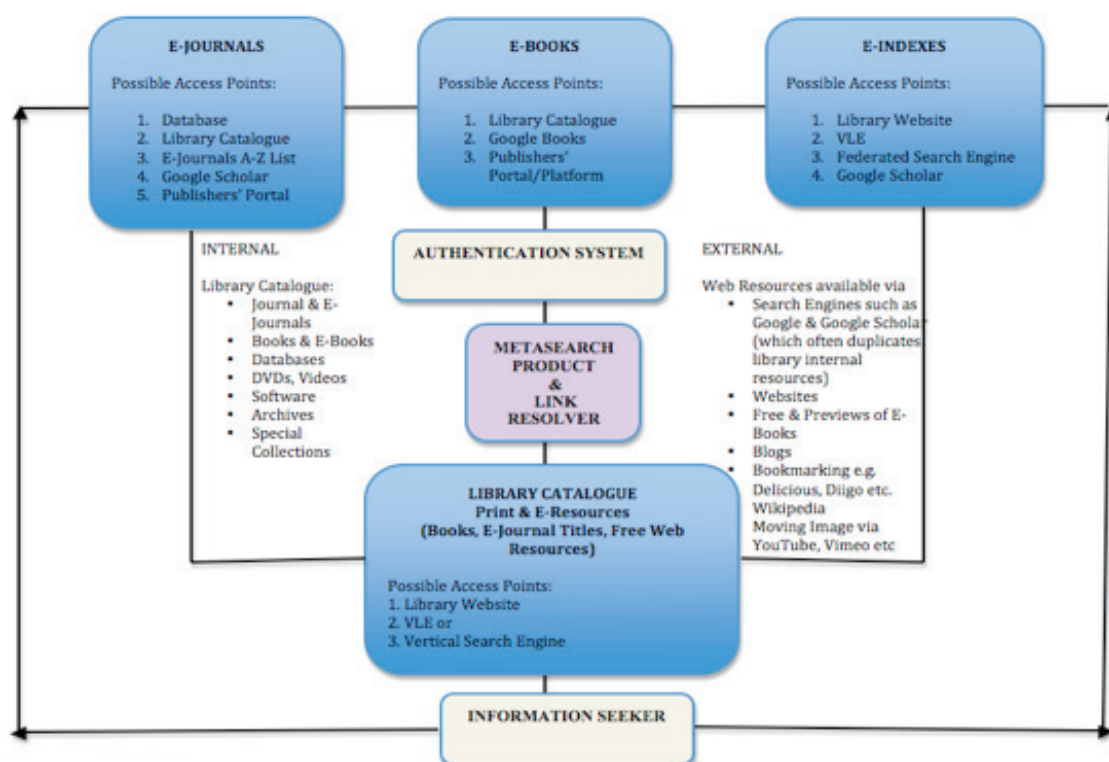 E-JOURNALS
Possible Access Points:
1. Database
2. Library Catalogue
3. E-Journals A-Z List
4. Google Scholar
5. Publishers' Portal
E-BOOKS
Possible Access Points:
1. Library Catalogue
2. Google Books
3. Publishers'
Portal/Platform
E-INDEXES
Possible Access Points:
1. Library Website
2. VLE
3. Federated Search Engine
4. Google Scholar
INTERNAL
Library Catalogue:
• Journal & E-
Journals
• Books & E-Books
• Databases
• DVDs, Videos
• Software
• Archives
• Special
Collections
AUTHENTICATION SYSTEM
METASEARCH
PRODUCT
&
LINK
RESOLVER
EXTERNAL
Web Resources available via
• Search Engines such as
Google & Google Scholar
(which often duplicates
library internal
resources)
• Websites
• Free & Previews of E-
Books
• Blogs
• Bookmarking e.g.
Delicious, Diigo etc.
Wikipedia
Moving Image via
YouTube, Vimeo etc
LIBRARY CATALOGUE
Print & E-Resources
(Books, E-Journal Titles, Free Web
Resources)
Possible Access Points:
1. Library Website
2. VLE or
3. Vertical Search Engine
INFORMATION SEEKER